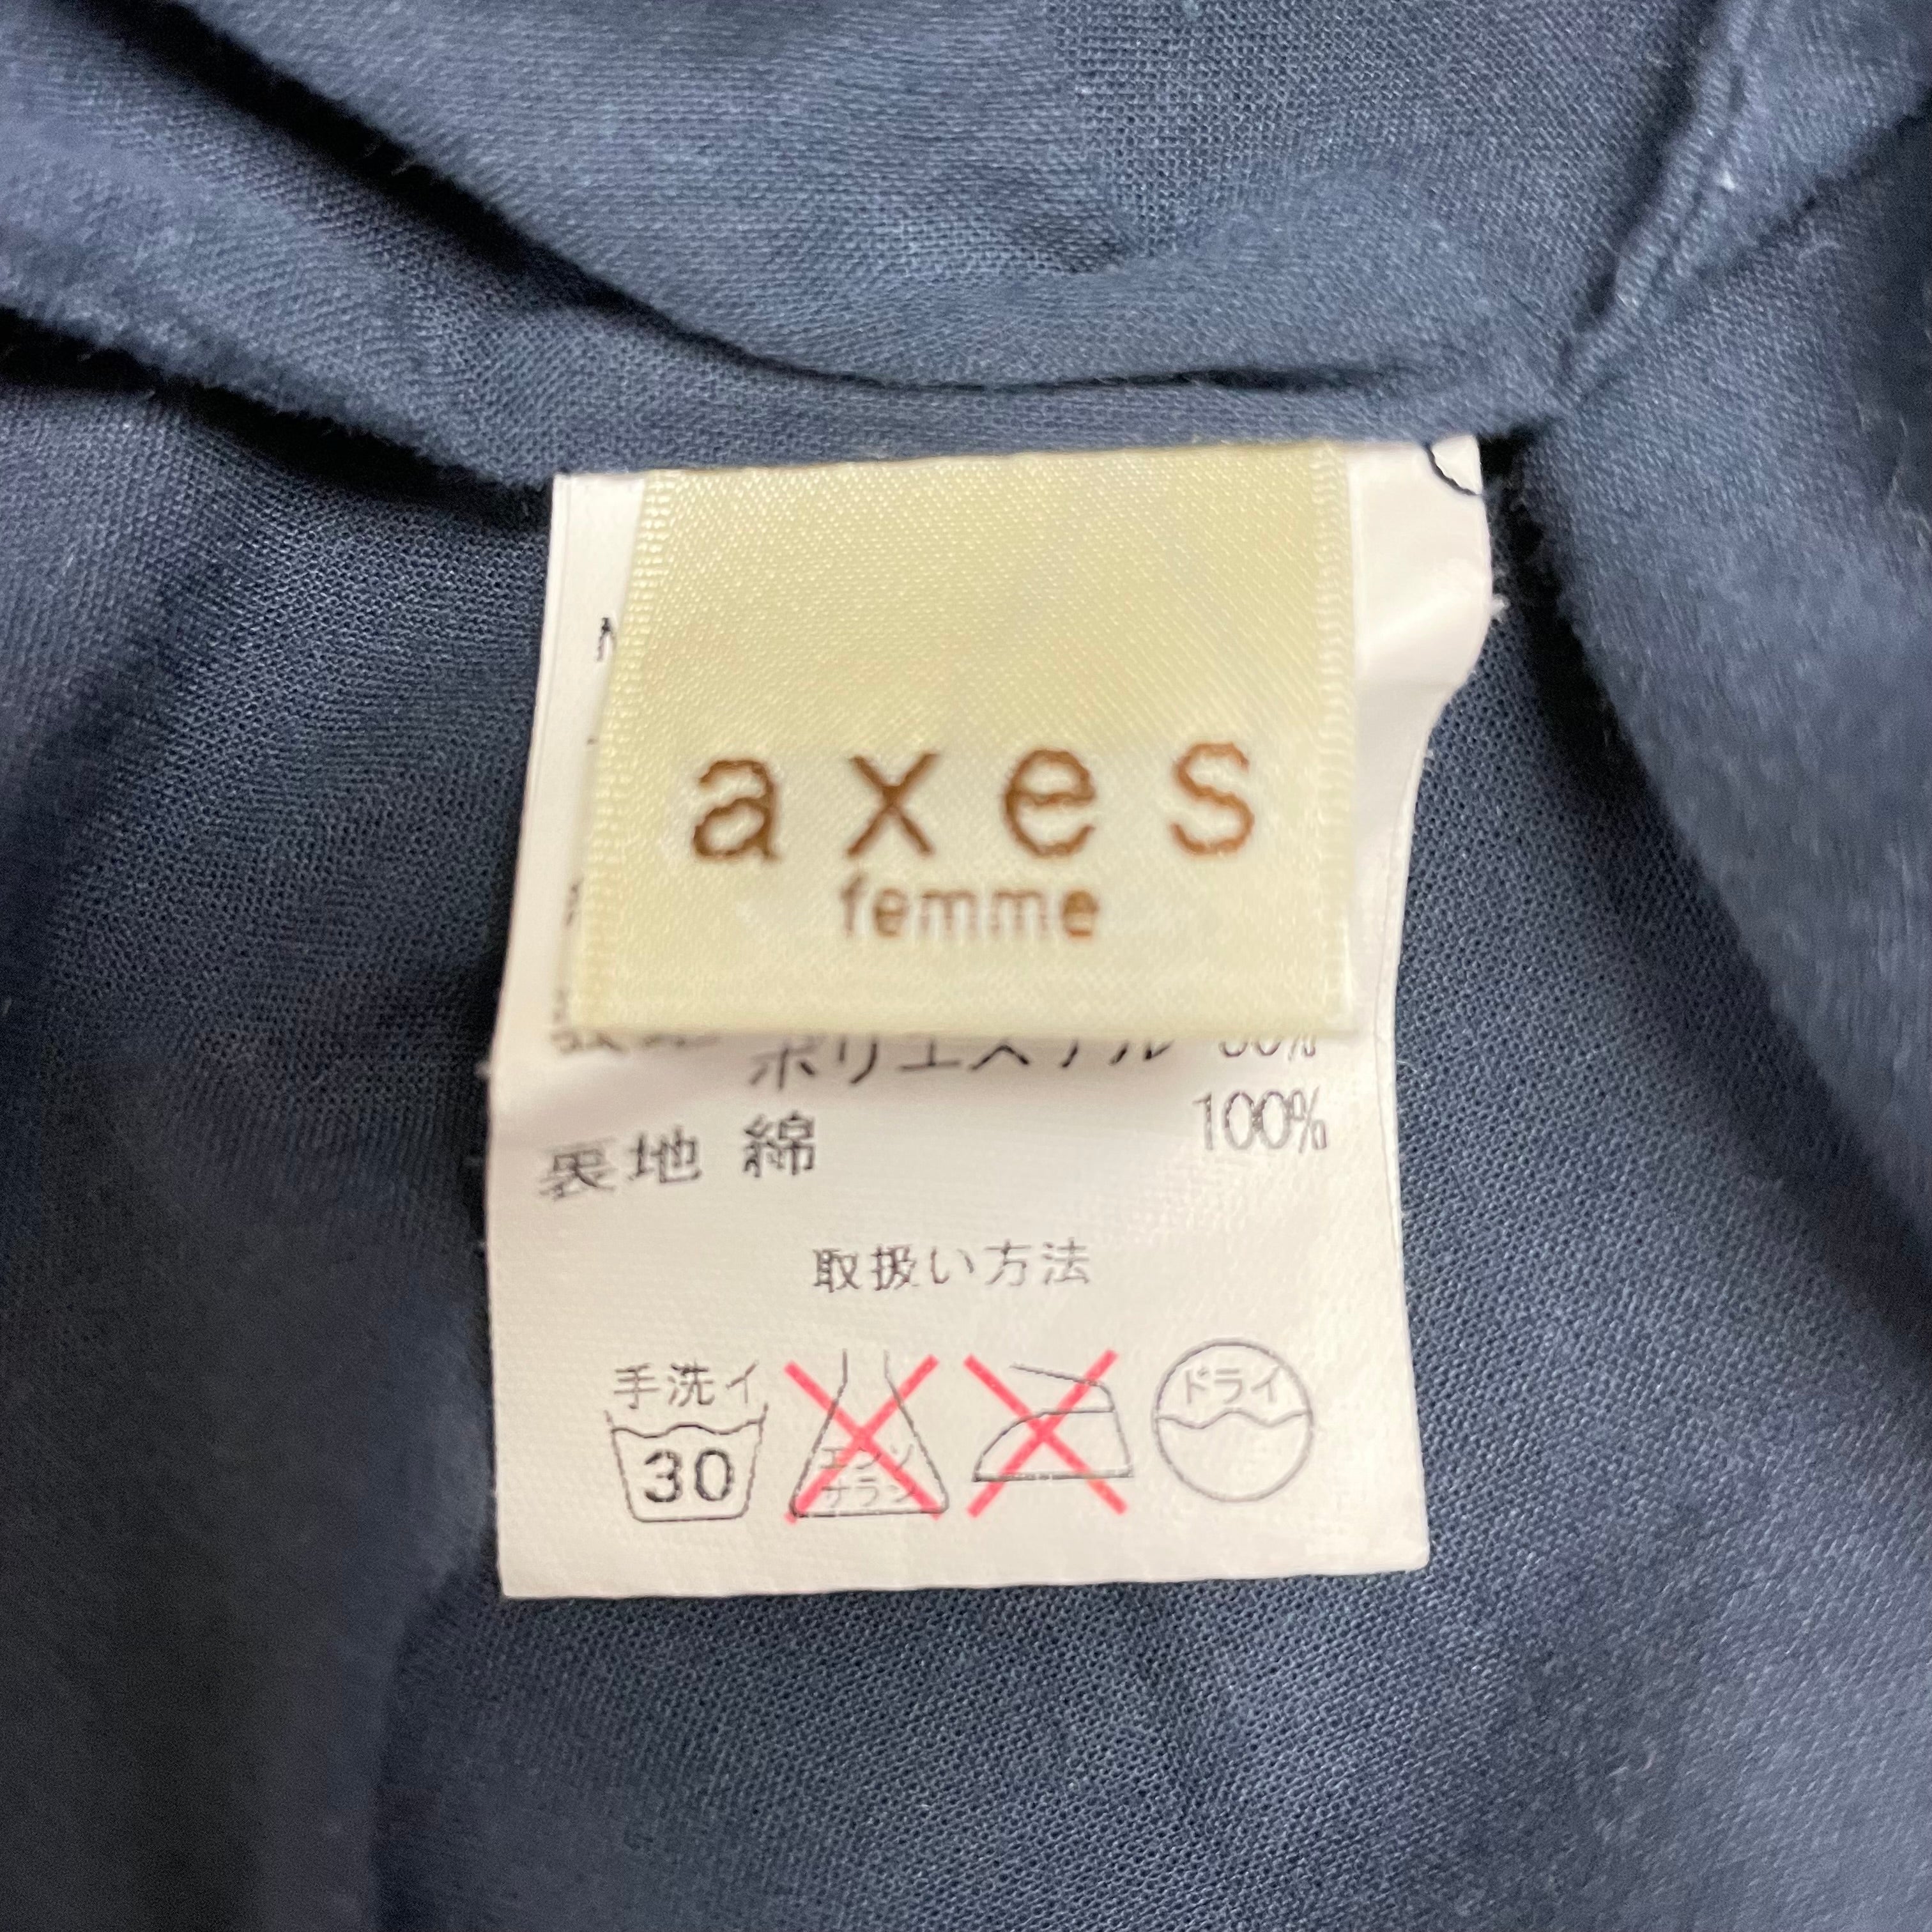 axes
femme
ポリエステル
裏地 綿 100%
取扱い方法
手洗イ
30
エンソ
サラシ
ドライ